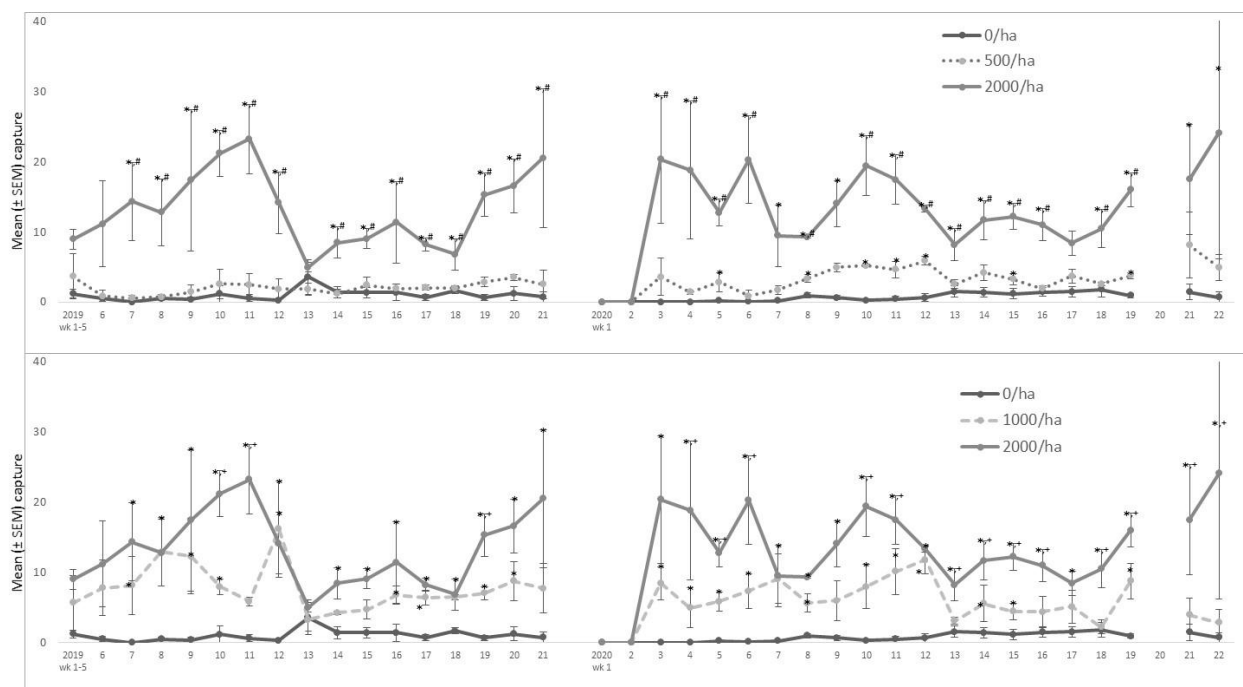 Mean (± SEM) capture
40
30
20
10
0
0/ha
500/ha
2000/ha
*,# *,# *,# *,# *,# *,# *,# *,# *,# *,# *,# *,# *,# *,#
*,# *,# *,# * *,# * *,# * * *,# * *,# * *,# * *,# *,# *,# * *,# *,# *,# * * *
2019 6 7 8 9 10 11 12 13 14 15 16 17 18 19 20 21 2020 2 3 4 5 6 7 8 9 10 11 12 13 14 15 16 17 18 19 20 21 22
wk 1-5 wk 1
Mean (± SEM) capture
40
30
20
10
0
0/ha
1000/ha
2000/ha
* * * * * *,+ * *,+ * * * * * * * * * *,+ * * * *
* * *,+ * *,+ * *,+ * * * * * *,+ * *,+ * * * *,+ *,+ * *,+ * *,+ * *,+ *,+ * *,+ *,+
2019 6 7 8 9 10 11 12 13 14 15 16 17 18 19 20 21 2020 2 3 4 5 6 7 8 9 10 11 12 13 14 15 16 17 18 19 20 21 22
wk 1-5 wk 1